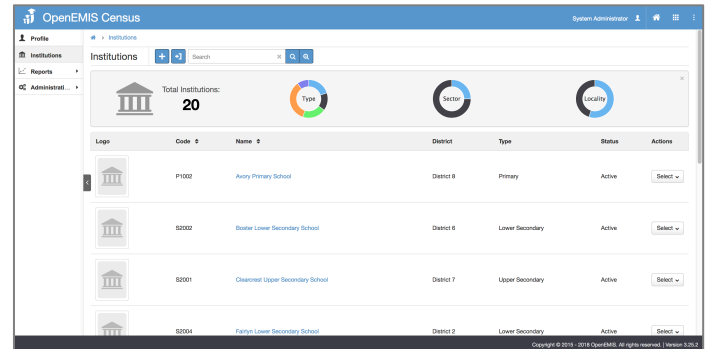 OpenEMIS Census
System Administrator
Profile
Institutions
Reports
Administrati...
Institutions
Institutions
Search
Total Institutions:
20
Type
Sector
Locality
Logo Code Name District Type Status Actions
P1002 Avory Primary School District 8 Primary Active Select
S2002 Boster Lower Secondary School District 6 Lower Secondary Active Select
S2001 Clearcrest Upper Secondary School District 7 Upper Secondary Active Select
S2004 Fairlyn Lower Secondary School District 2 Lower Secondary Active Select
Copyright © 2015 - 2018 OpenEMIS. All rights reserved. | Version 3.25.2